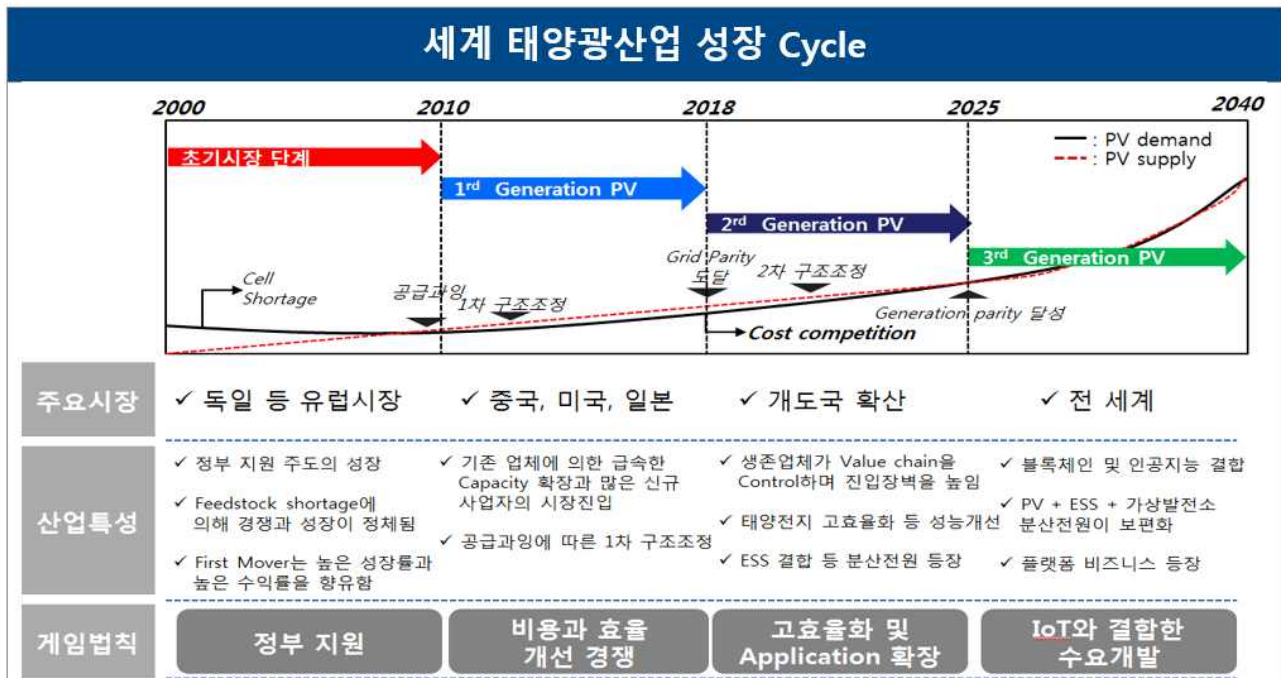 세계 태양광산업 성장 Cycle
2000 2010 2018 2025 2040
: PV demand
: PV supply
초기시장 단계
1rd Generation PV
2rd Generation PV
3rd Generation PV
Cell
Shortage
공급과잉
1차 구조조정
Grid Parity
도달
2차 구조조정
Cost competition
Generation parity 달성
주요시장
✓ 독일 등 유럽시장
✓ 중국, 미국, 일본
✓ 개도국 확산
✓ 전 세계
산업특성
✓ 정부 지원 주도의 성장
✓ Feedstock shortage에
의해 경쟁과 성장이 정체됨
✓ First Mover는 높은 성장률과
높은 수익률을 향유함
✓ 기존 업체에 의한 급속한
Capacity 확장과 많은 신규
사업자의 시장진입
✓ 공급과잉에 따른 1차 구조조정
✓ 생존업체가 Value chain을
Control하며 진입장벽을 높임
✓ 태양전지 고효율화 등 성능개선
✓ ESS 결합 등 분산전원 등장
✓ 블록체인 및 인공지능 결합
✓ PV + ESS + 가상발전소
분산전원이 보편화
✓ 플랫폼 비즈니스 등장
게임법칙
정부 지원
비용과 효율
개선 경쟁
고효율화 및
Application 확장
IoT와 결합한
수요개발